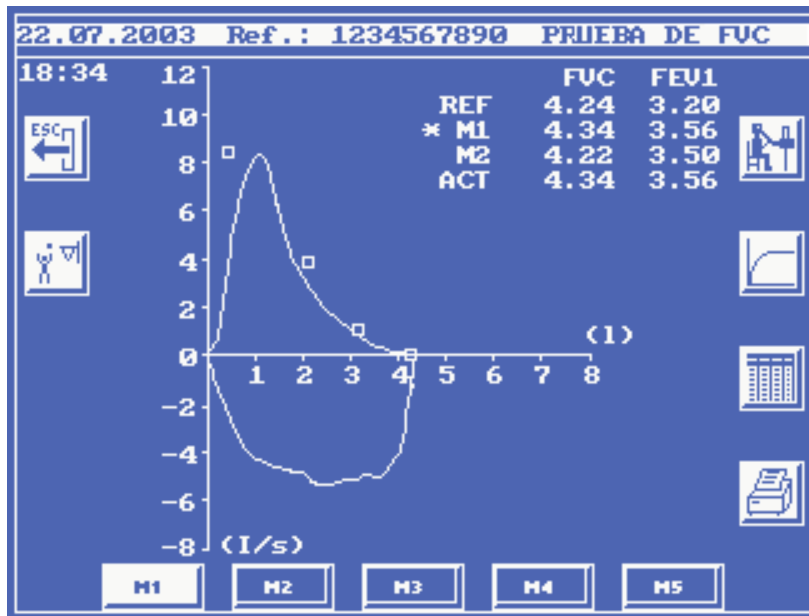 22.07.2003 Ref.: 1234567890 PRUEBA DE FVC
18:34
FVC FEV1
REF 4.24 3.20
* M1 4.34 3.56
M2 4.22 3.50
ACT 4.34 3.56
ESC
12
10
8
6
4
2
0
-2
-4
-6
-8
(l)
1 2 3 4 5 6 7 8
(I/s)
M1 M2 M3 M4 M5